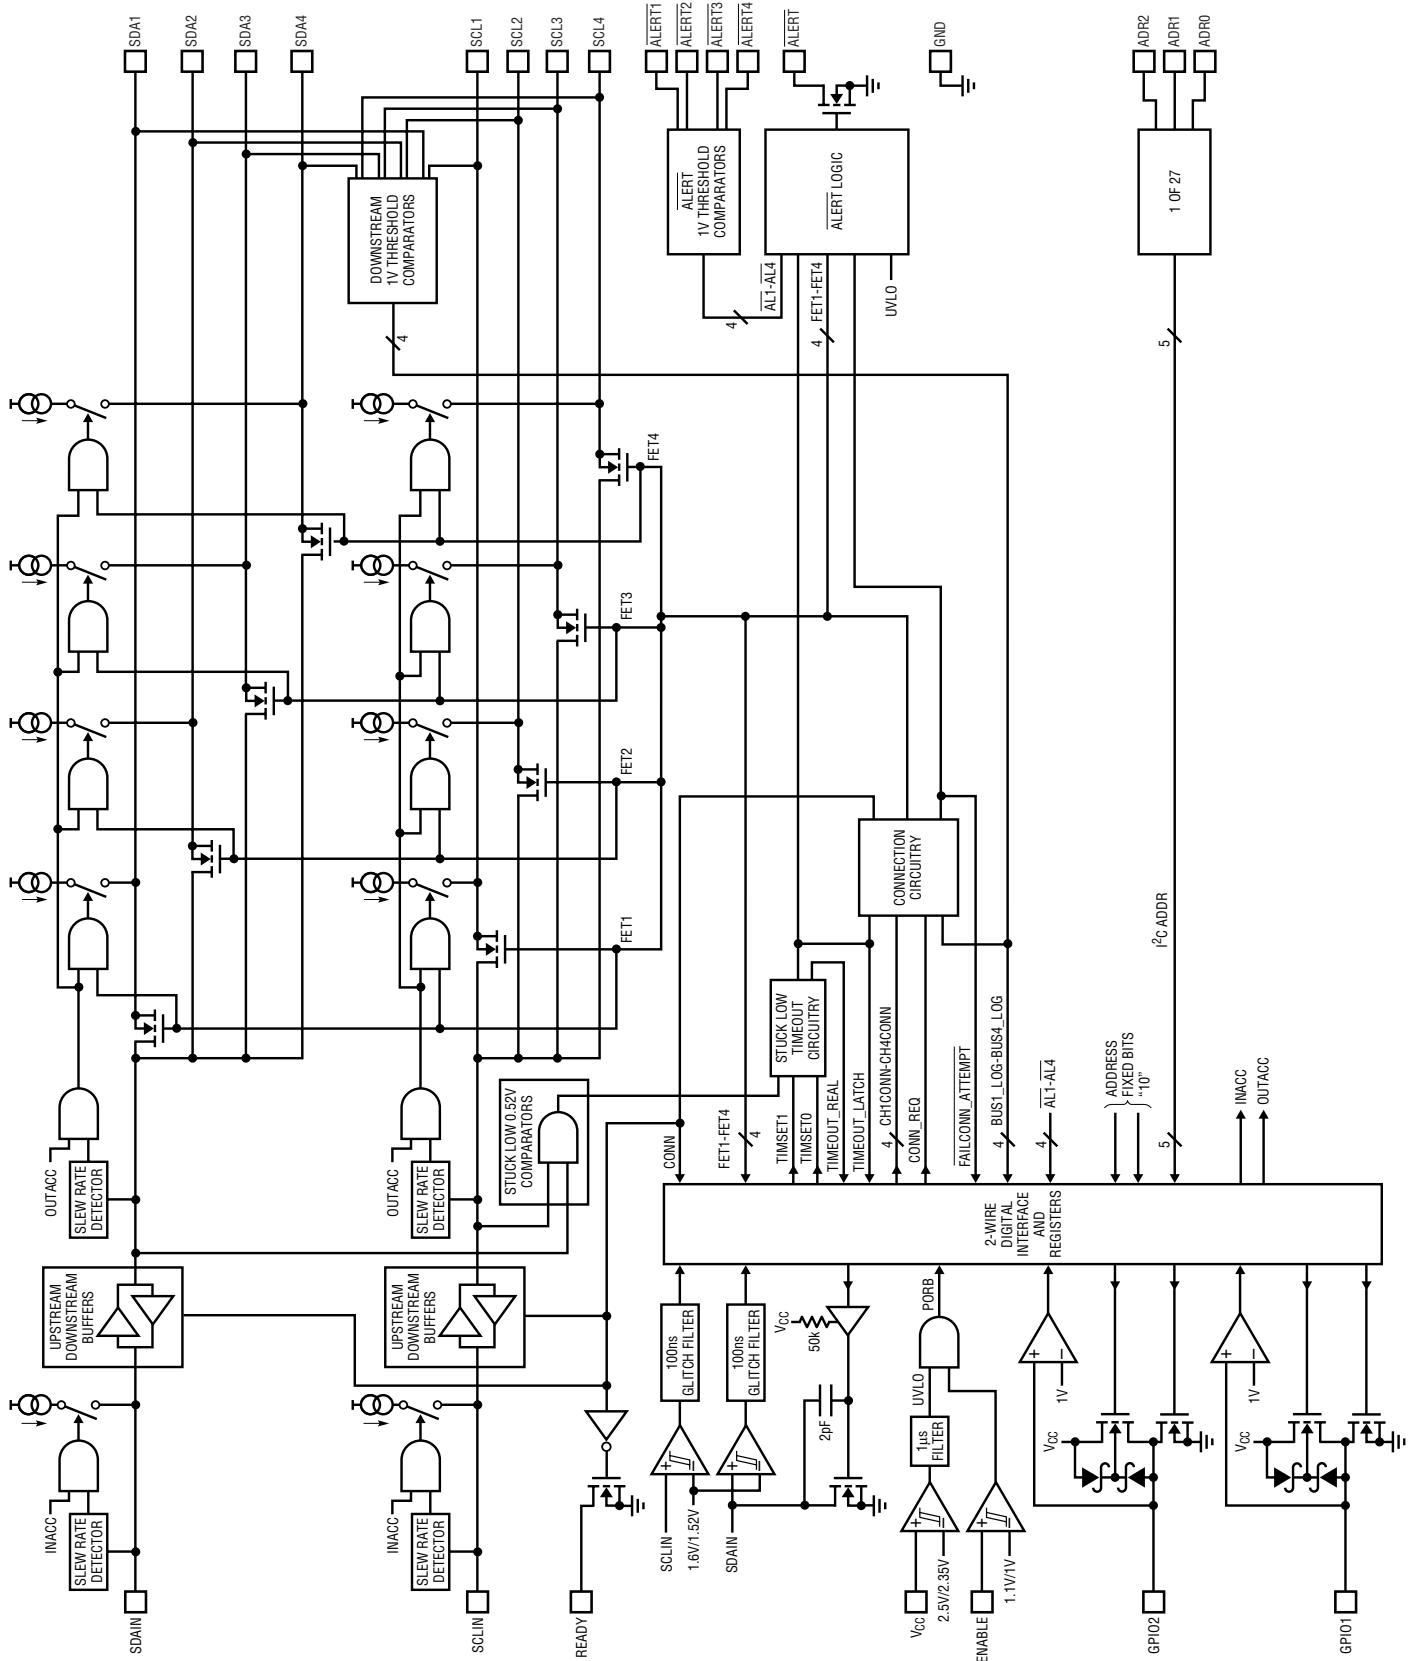 SDAIN
SLEW RATE
DETECTOR
INACC
UPSTREAM
DOWNSTREAM
BUFFERS
SLEW RATE
DETECTOR
OUTACC
SDA1
SDA2
SDA3
SDA4
SCLIN
SLEW RATE
DETECTOR
INACC
UPSTREAM
DOWNSTREAM
BUFFERS
SLEW RATE
DETECTOR
OUTACC
STUCK LOW 0.52V
COMPARATORS
FET1
FET2
FET3
FET4
DOWNSTREAM
1V THRESHOLD
COMPARATORS
4
SCL1
SCL2
SCL3
SCL4
READY
SCLIN
1.6V/1.52V
SDAIN
100ns
GLITCH FILTER
100ns
GLITCH FILTER
2pF
VCC
50k
VCC
2.5V/2.35V
ENABLE
1.1V/1V
1µs
FILTER
UVLO
PORB
1V
VCC
GPIO2
1V
VCC
GPIO1
2-WIRE
DIGITAL
INTERFACE
AND
REGISTERS
CONN
FET1-FET4
4
TIMSET1
TIMSET0
TIMEOUT_REAL
TIMEOUT_LATCH
CH1CONN-CH4CONN
4
CONN_REQ
FAILCONN_ATTEMPT
BUS1_LOG-BUS4_LOG
4
AL1-AL4
4
ADDRESS
FIXED BITS
“10”
5
INACC
OUTACC
STUCK LOW
TIMEOUT
CIRCUITRY
CONNECTION
CIRCUITRY
I2C ADDR
5
4
AL1-AL4
4
FET1-FET4
UVLO
ALERT
1V THRESHOLD
COMPARATORS
ALERT LOGIC
1 OF 27
ALERT1
ALERT2
ALERT3
ALERT4
ALERT
GND
ADR2
ADR1
ADR0